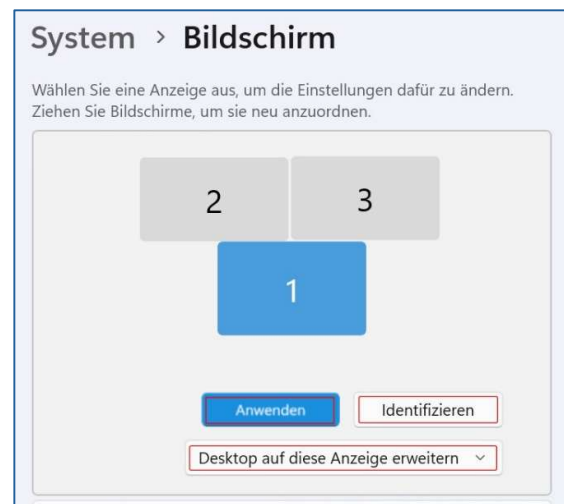 System > Bildschirm
Wählen Sie eine Anzeige aus, um die Einstellungen dafür zu ändern.
Ziehen Sie Bildschirme, um sie neu anzuordnen.
2 3
1
Anwenden Identifizieren
Desktop auf diese Anzeige erweitern